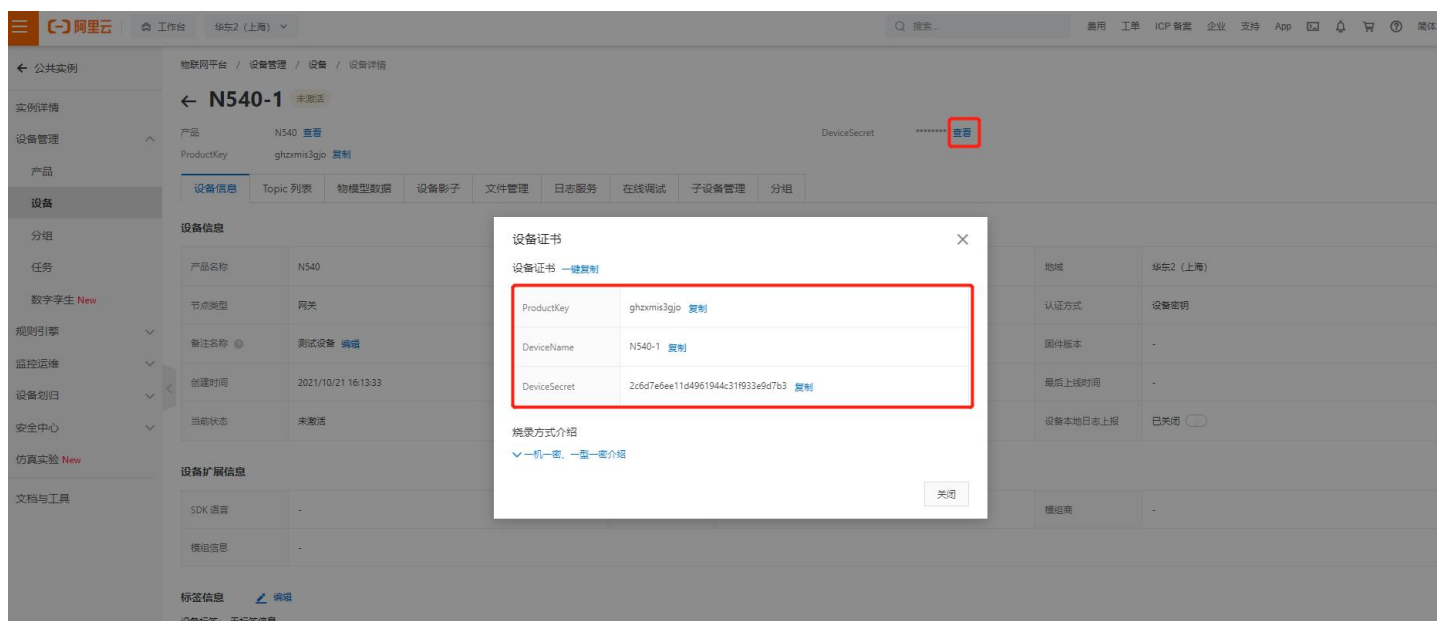 阿里云 工作台 华东2（上海） 搜索... 费用 工单 ICP 备案 企业 支持 App 简体
公共实例
物联网平台 / 设备管理 / 设备 / 设备详情
实例详情
N540-1 未激活
设备管理
产品 N540 查看 DeviceSecret ******** 查看
ProductKey ghzxmis3gjo 复制
产品
设备信息 Topic 列表 物模型数据 设备影子 文件管理 日志服务 在线调试 子设备管理 分组
设备
设备信息
分组
设备证书
产品名称 N540 地域 华东2（上海）
任务
设备证书 一键复制
数字孪生 New
节点类型 网关 认证方式 设备密钥
ProductKey ghzxmis3gjo 复制
规则引擎
备注名称 测试设备 编辑 固件版本 -
DeviceName N540-1 复制
监控运维
创建时间 2021/10/21 16:13:33 最后上线时间 -
DeviceSecret 2c6d7e6ee11d4961944c31f933e9d7b3 复制
设备划归
当前状态 未激活 设备本地日志上报 已关闭
安全中心
烧录方式介绍
一机一密、一型一密介绍
仿真实验 New
设备扩展信息
关闭
文档与工具
SDK 语言 - 模组商 -
模组信息 -
标签信息 编辑
设备标签：无标签信息